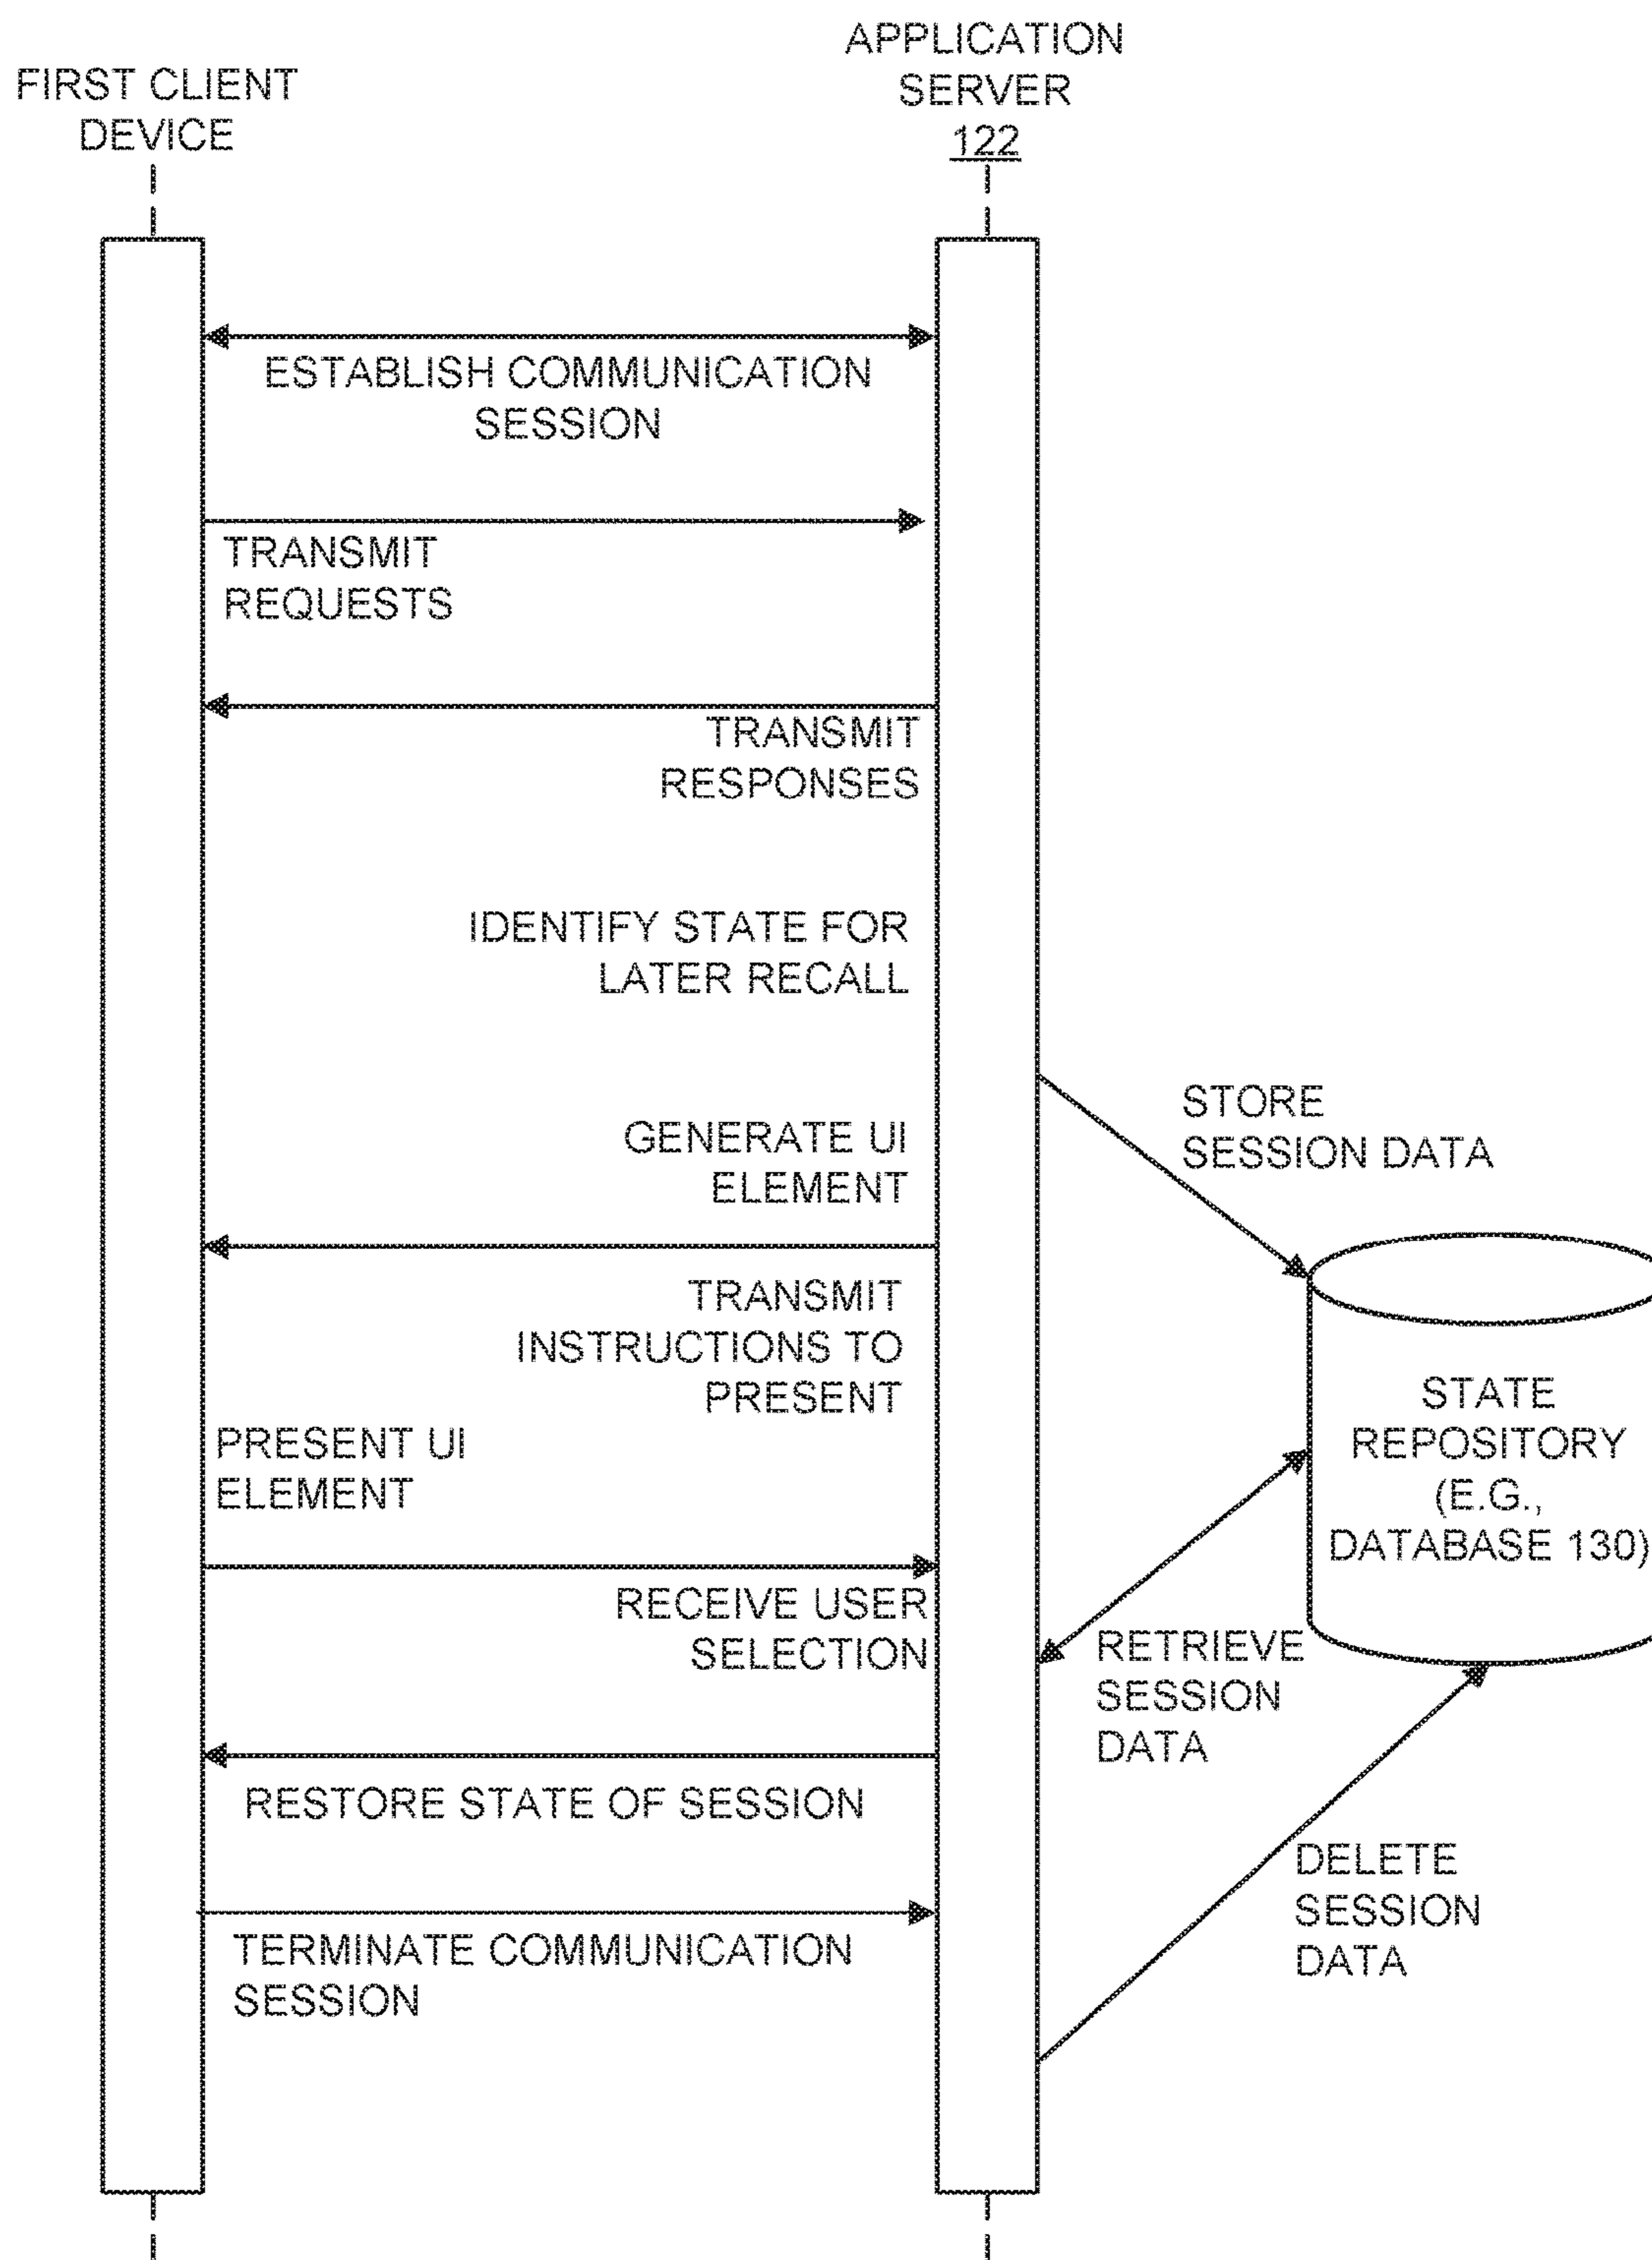 FIRST CLIENT
DEVICE
APPLICATION
SERVER
122
ESTABLISH COMMUNICATION
SESSION
TRANSMIT
REQUESTS
TRANSMIT
RESPONSES
IDENTIFY STATE FOR
LATER RECALL
STORE
SESSION DATA
GENERATE UI
ELEMENT
TRANSMIT
INSTRUCTIONS TO
PRESENT
STATE
REPOSITORY
(E.G.,
DATABASE 130)
PRESENT UI
ELEMENT
RECEIVE USER
SELECTION
RETRIEVE
SESSION
DATA
RESTORE STATE OF SESSION
DELETE
SESSION
DATA
TERMINATE COMMUNICATION
SESSION